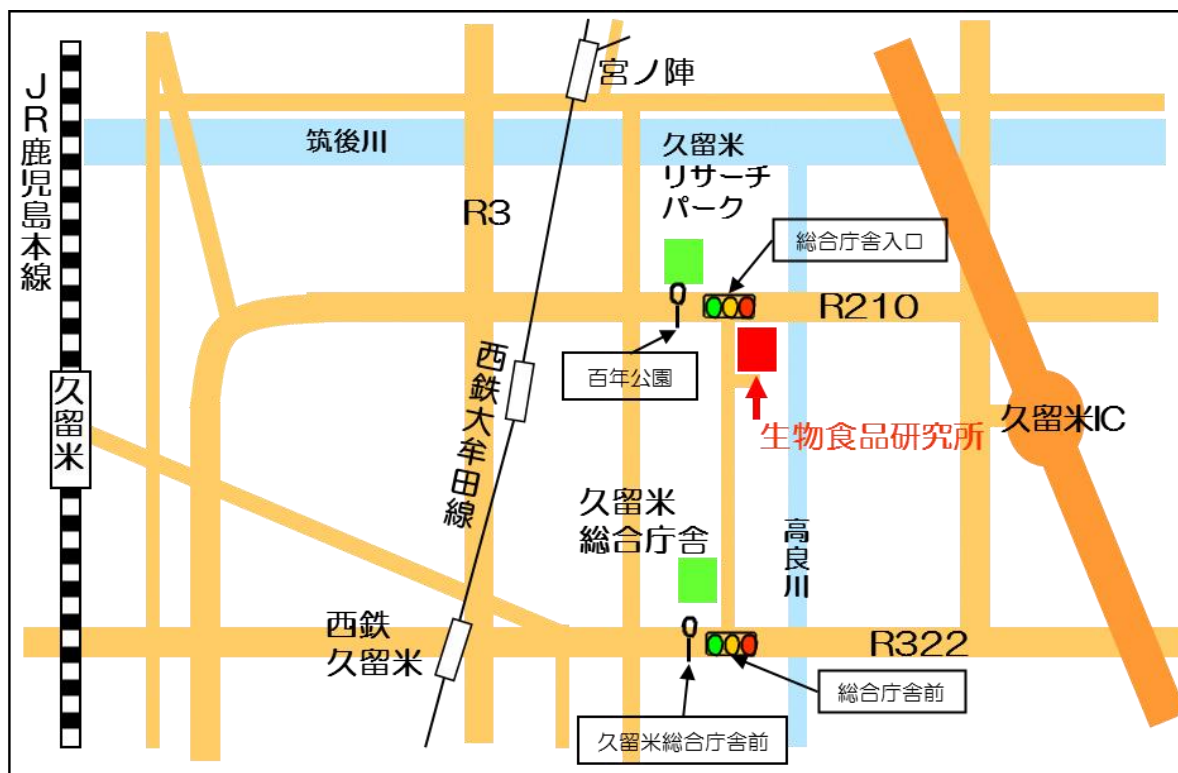 宮ノ陣
JR鹿児島本線
筑後川
久留米
リサーチ
パーク
R3
総合庁舎入口
R210
百年公園
西鉄大牟田線
久留米
久留米IC
生物食品研究所
久留米
総合庁舎
高良川
西鉄
久留米
R322
総合庁舎前
久留米総合庁舎前